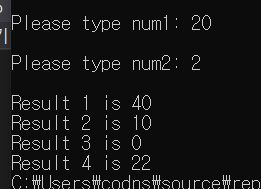 Please type num1: 20
Please type num2: 2
Result 1 is 40
Result 2 is 10
Result 3 is 0
Result 4 is 22
C:₩Users₩codns₩source₩rep